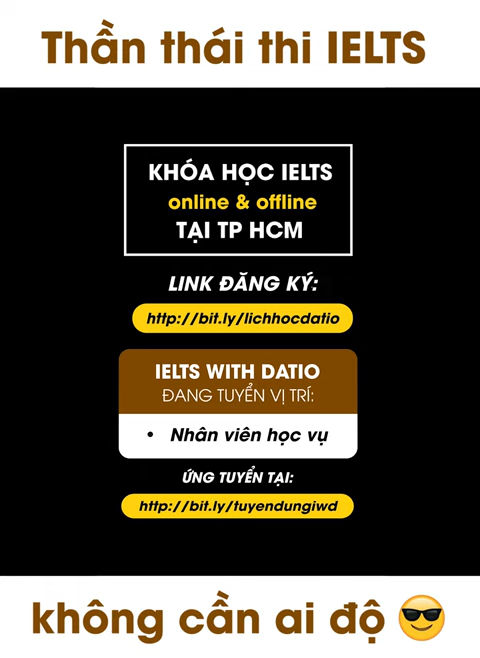 Thần thái thi IELTS
KHÓA HỌC IELTS
online & offline
TẠI TP HCM
LINK ĐĂNG KÝ:
http://bit.ly/lichhocdatio
IELTS WITH DATIO
ĐANG TUYỂN VỊ TRÍ:
• Nhân viên học vụ
ỨNG TUYỂN TẠI:
http://bit.ly/tuyendungiwd
không cần ai độ 😎